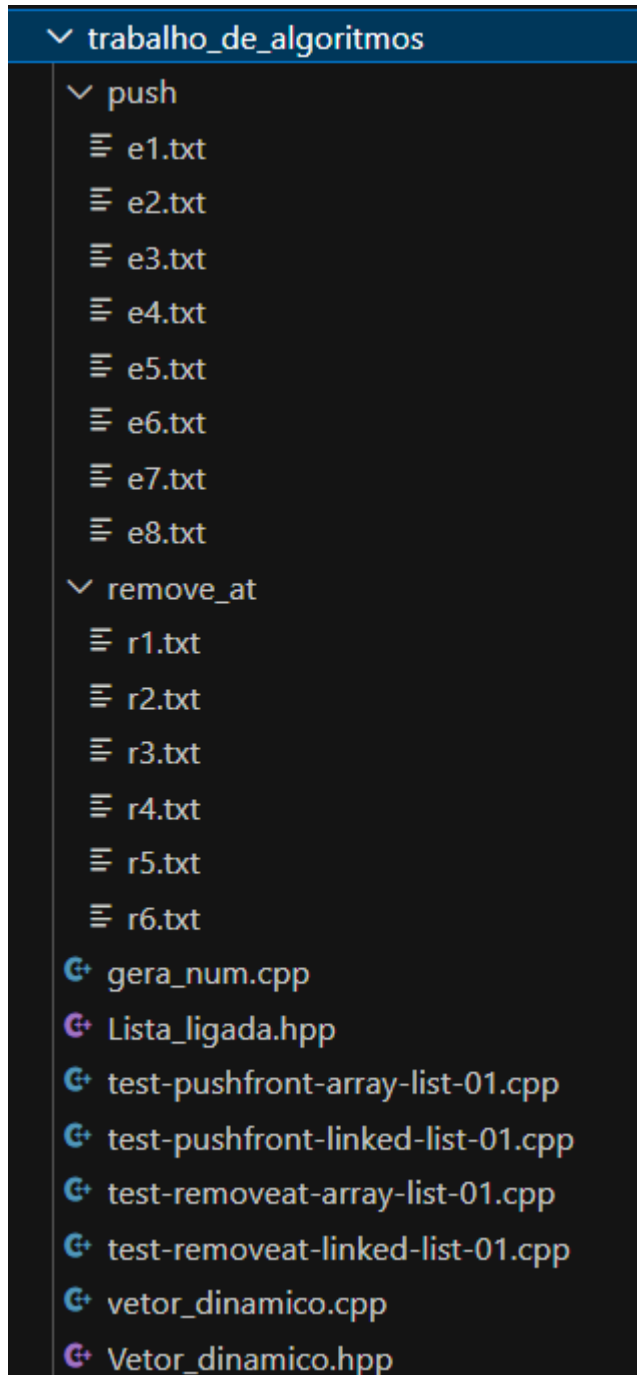 trabalho_de_algoritmos
push
e1.txt
e2.txt
e3.txt
e4.txt
e5.txt
e6.txt
e7.txt
e8.txt
remove_at
r1.txt
r2.txt
r3.txt
r4.txt
r5.txt
r6.txt
gera_num.cpp
Lista_ligada.hpp
test-pushfront-array-list-01.cpp
test-pushfront-linked-list-01.cpp
test-removeat-array-list-01.cpp
test-removeat-linked-list-01.cpp
vetor_dinamico.cpp
Vetor_dinamico.hpp